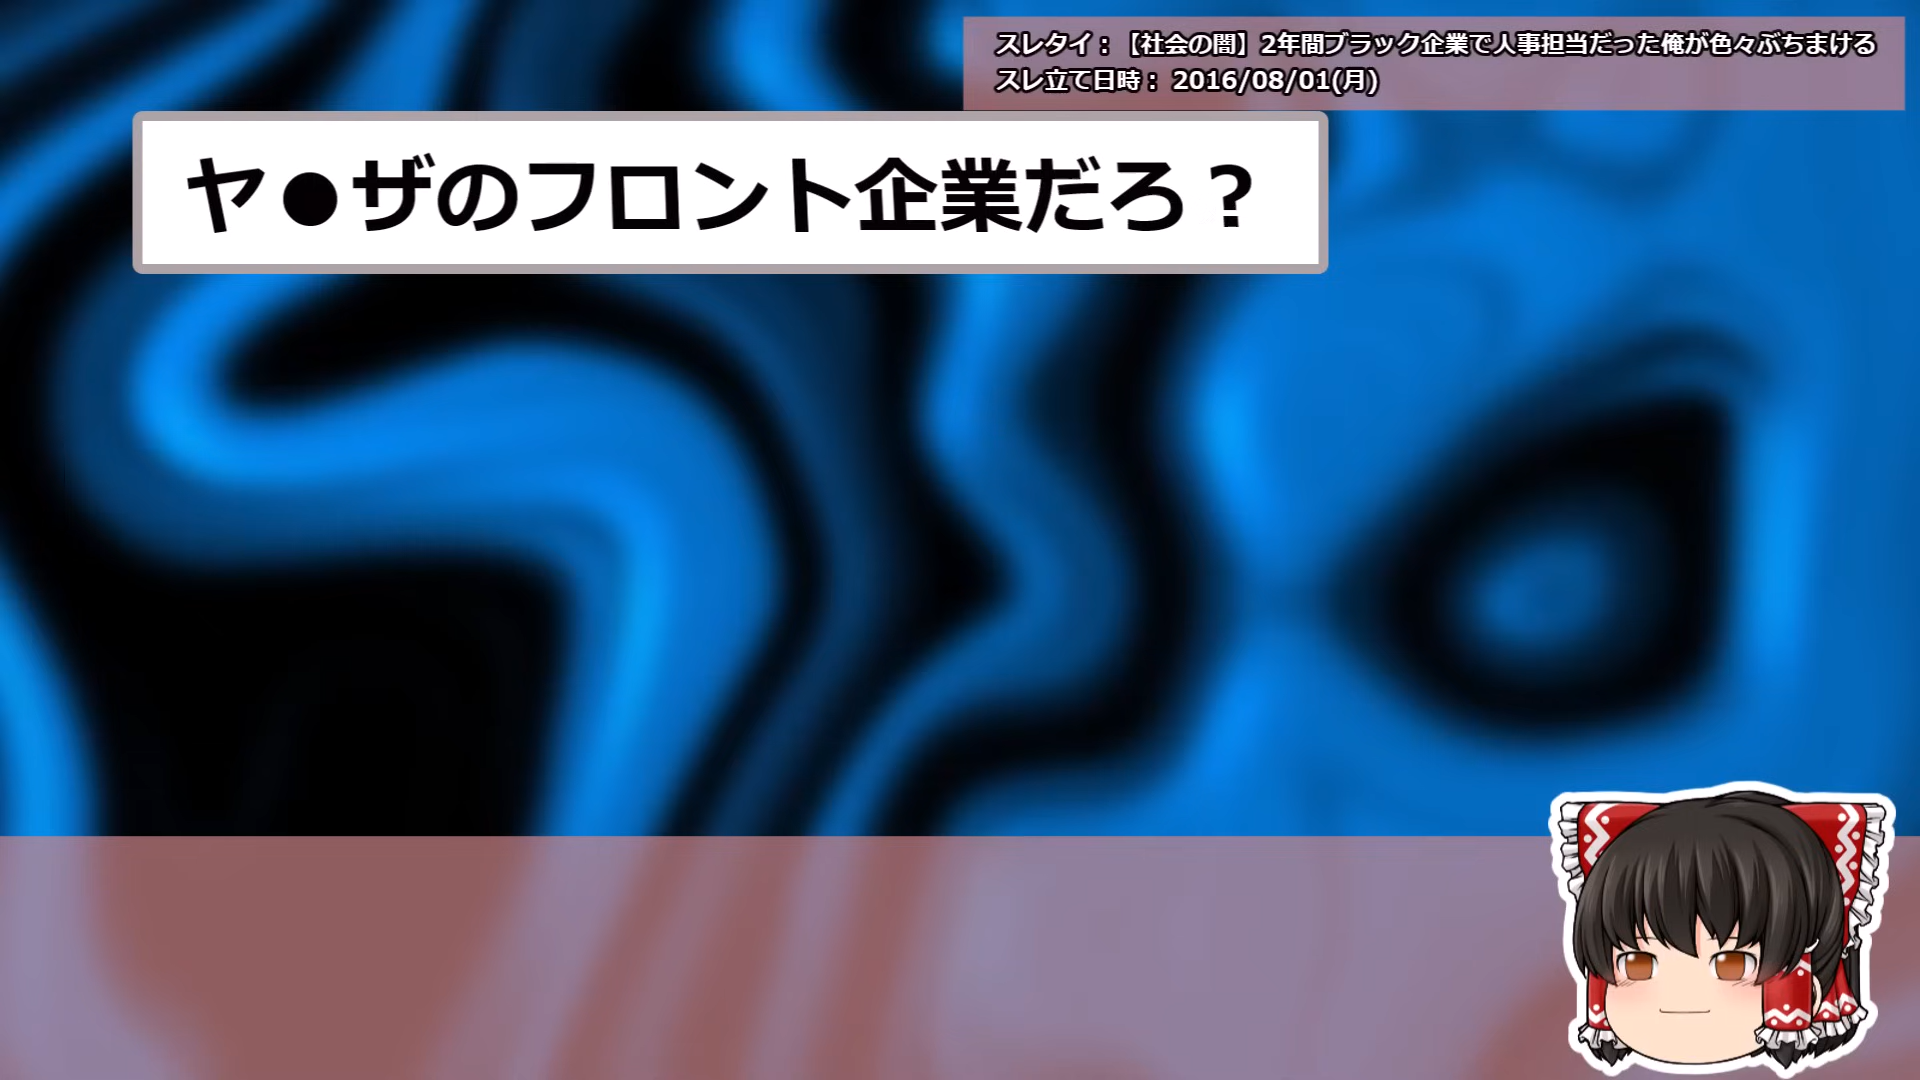 スレタイ：【社会の闇】2年間ブラック企業で人事担当だった俺が色々ぶちまける
スレ立て日時： 2016/08/01(月)
ヤ●ザのフロント企業だろ？